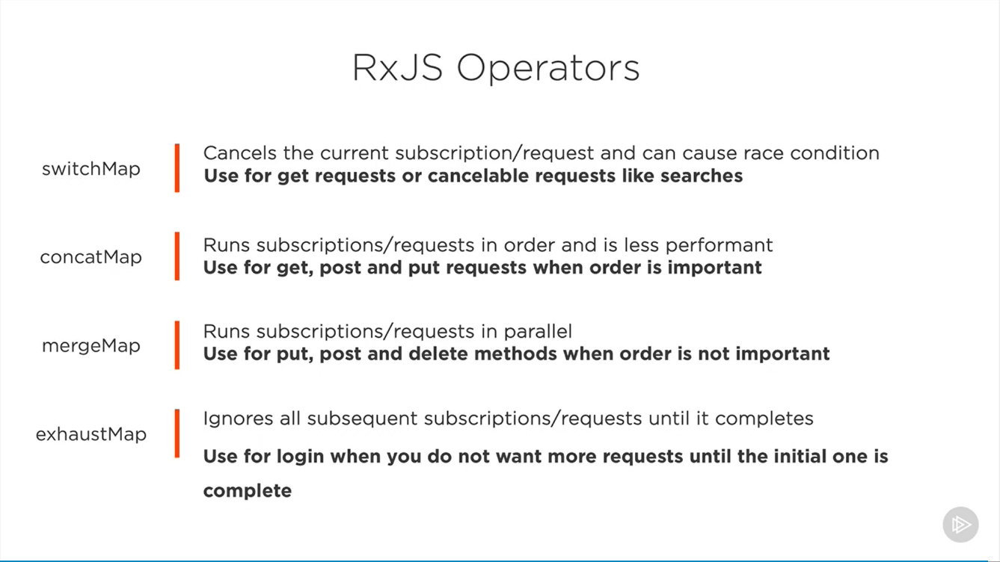 RxJS Operators
switchMap
Cancels the current subscription/request and can cause race condition
Use for get requests or cancelable requests like searches
concatMap
Runs subscriptions/requests in order and is less performant
Use for get, post and put requests when order is important
mergeMap
Runs subscriptions/requests in parallel
Use for put, post and delete methods when order is not important
exhaustMap
Ignores all subsequent subscriptions/requests until it completes
Use for login when you do not want more requests until the initial one is
complete